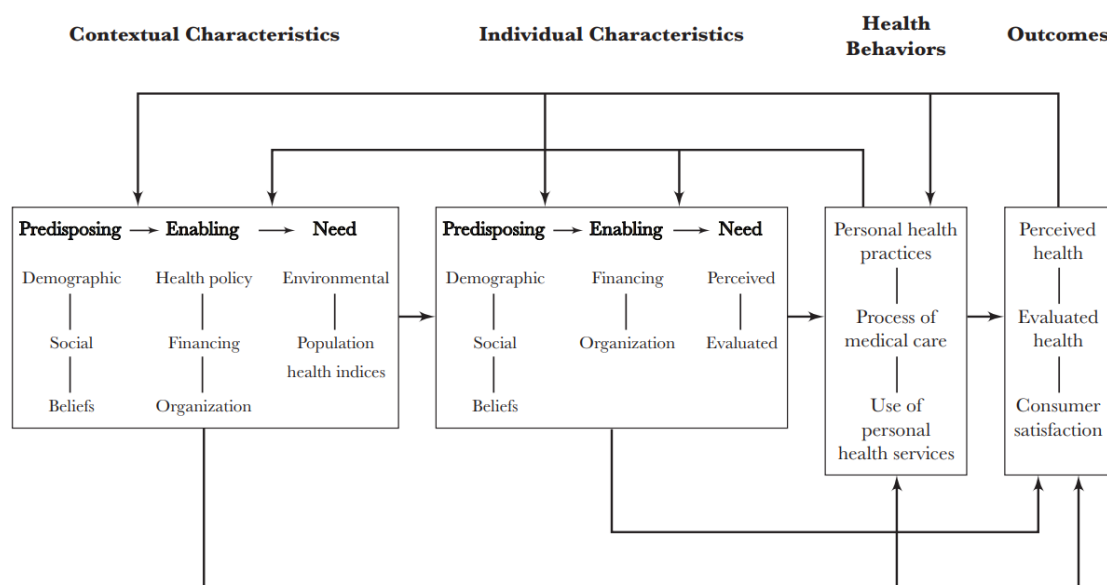 Contextual Characteristics
Individual Characteristics
Health
Behaviors
Outcomes
Predisposing
Enabling
Need
Demographic
Health policy
Environmental
Social
Financing
Population
health indices
Beliefs
Organization
Predisposing
Enabling
Need
Demographic
Financing
Perceived
Social
Organization
Evaluated
Beliefs
Personal health
practices
Process of
medical care
Use of
personal
health services
Perceived
health
Evaluated
health
Consumer
satisfaction